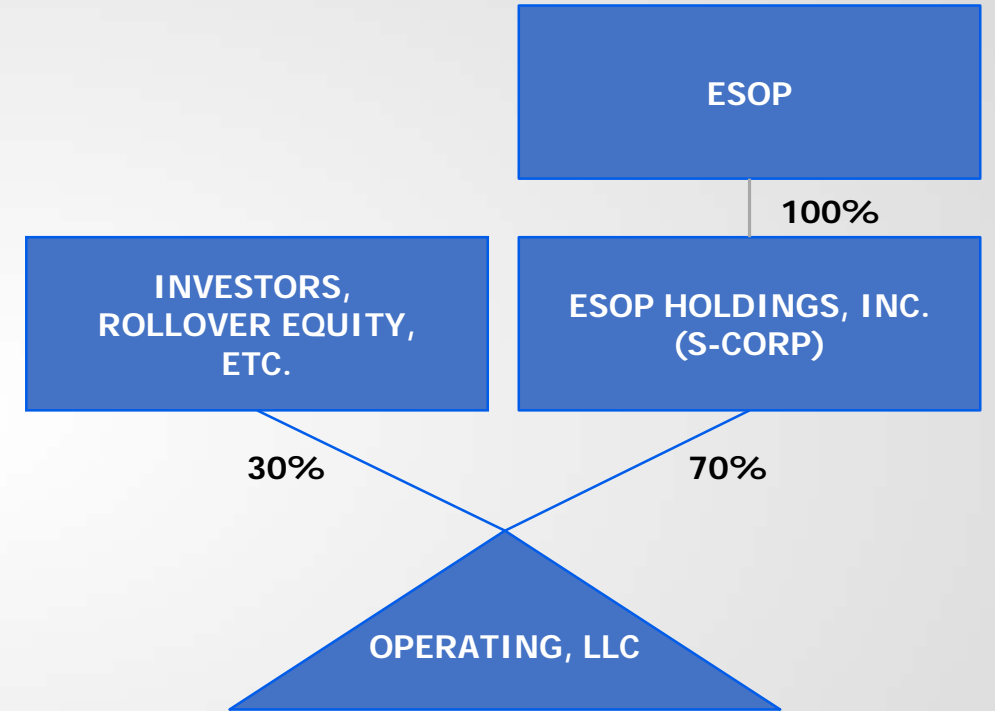 ESOP
100%
INVESTORS,
ROLLOVER EQUITY,
ETC.
ESOP HOLDINGS, INC.
(S-CORP)
30%
70%
OPERATING, LLC